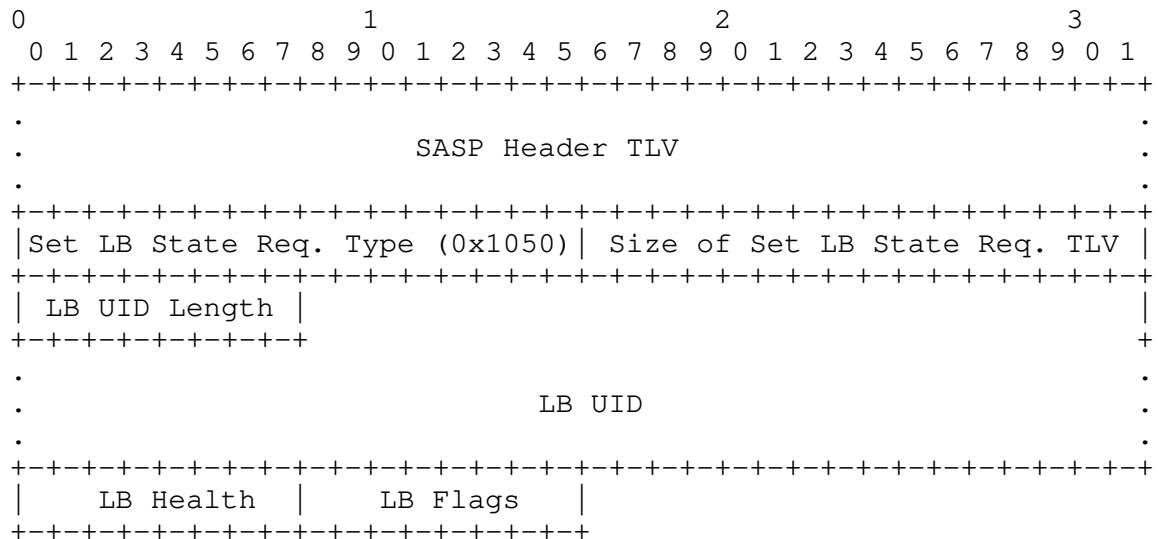 0                   1                   2                   3
 0 1 2 3 4 5 6 7 8 9 0 1 2 3 4 5 6 7 8 9 0 1 2 3 4 5 6 7 8 9 0 1
+-+-+-+-+-+-+-+-+-+-+-+-+-+-+-+-+-+-+-+-+-+-+-+-+-+-+-+-+-+-+-+-+
.                                                               .
.                      SASP Header TLV                          .
.                                                               .
+-+-+-+-+-+-+-+-+-+-+-+-+-+-+-+-+-+-+-+-+-+-+-+-+-+-+-+-+-+-+-+-+
|Set LB State Req. Type (0x1050)| Size of Set LB State Req. TLV |
+-+-+-+-+-+-+-+-+-+-+-+-+-+-+-+-+-+-+-+-+-+-+-+-+-+-+-+-+-+-+-+-+
| LB UID Length |                                               |
+-+-+-+-+-+-+-+-+                                               +
.                                                               .
.                             LB UID                            .
.                                                               .
+-+-+-+-+-+-+-+-+-+-+-+-+-+-+-+-+-+-+-+-+-+-+-+-+-+-+-+-+-+-+-+-+
|    LB Health  |    LB Flags   |
+-+-+-+-+-+-+-+-+-+-+-+-+-+-+-+-+